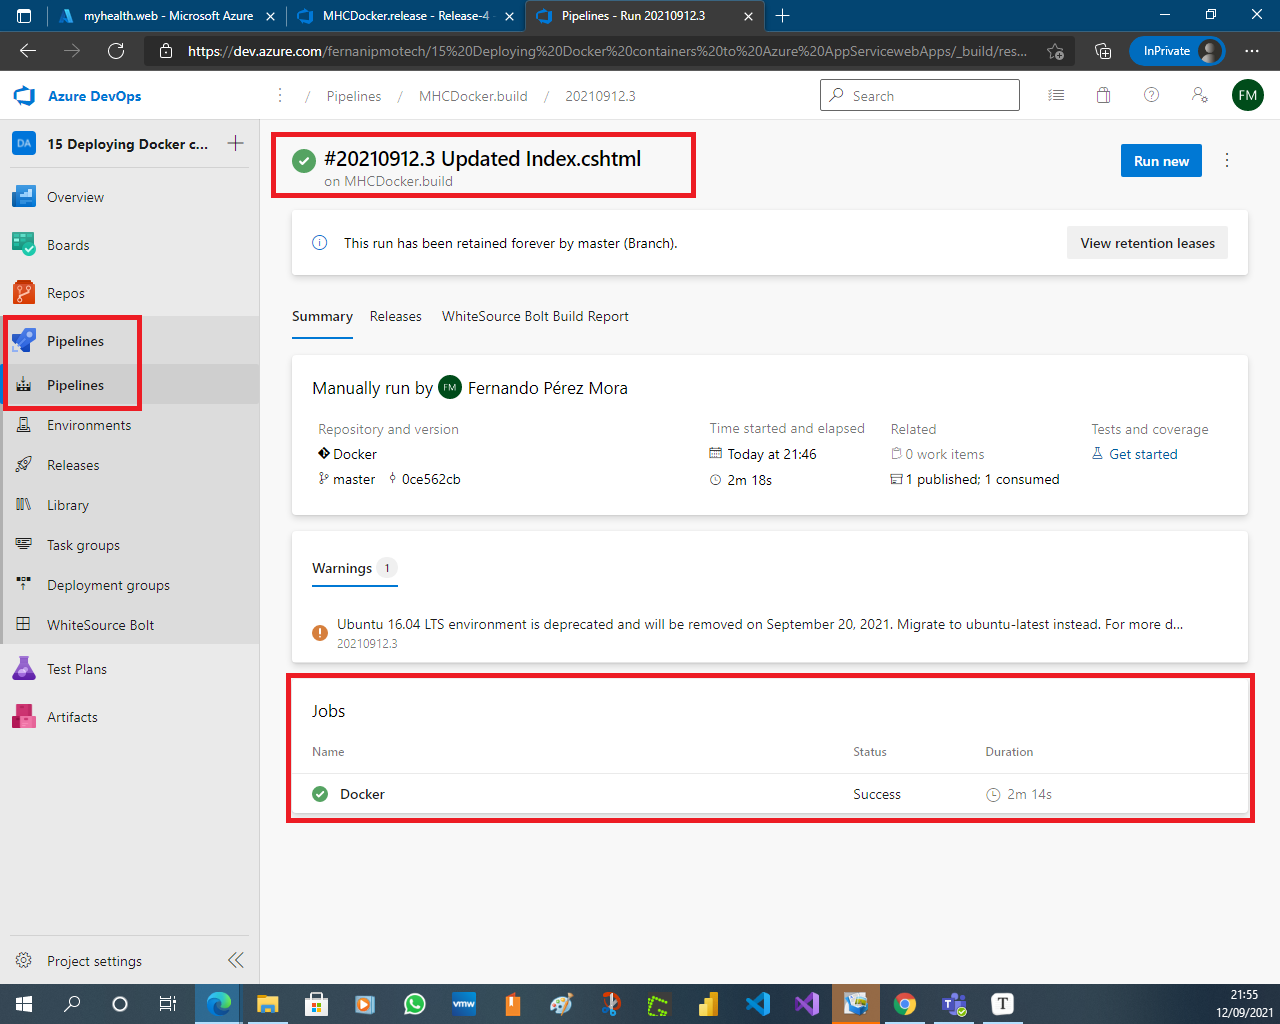 myhealth.web - Microsoft Azure
MHCDocker.release - Release-4 -
Pipelines - Run 20210912.3
https://dev.azure.com/fernanipmotech/15%20Deploying%20Docker%20containers%20to%20Azure%20AppServicewebApps/_build/res...
InPrivate
Azure DevOps
/ Pipelines / MHCDocker.build / 20210912.3
Search
FM
DA
15 Deploying Docker c...
#20210912.3 Updated Index.cshtml
on MHCDocker.build
Run new
Overview
Boards
Repos
Pipelines
Pipelines
Environments
Releases
Library
Task groups
Deployment groups
WhiteSource Bolt
Test Plans
Artifacts
Project settings
This run has been retained forever by master (Branch).
View retention leases
Summary
Releases
WhiteSource Bolt Build Report
Manually run by FM Fernando Pérez Mora
Repository and version
Docker
master 0ce562cb
Time started and elapsed
Today at 21:46
2m 18s
Related
0 work items
1 published; 1 consumed
Tests and coverage
Get started
Warnings 1
Ubuntu 16.04 LTS environment is deprecated and will be removed on September 20, 2021. Migrate to ubuntu-latest instead. For more d...
20210912.3
Jobs
Name Status Duration
Docker Success 2m 14s
vmw
T
21:55
12/09/2021